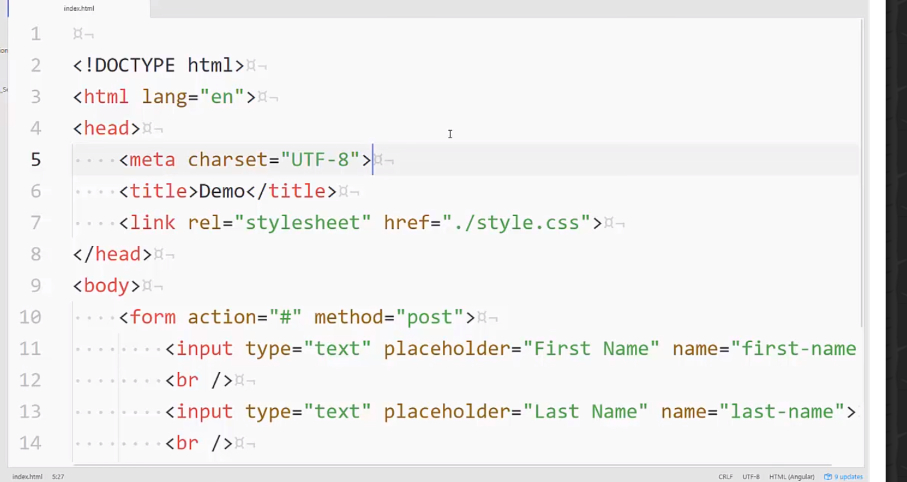 index.html
1 ¤¬
2 <!DOCTYPE html>¤¬
3 <html lang="en">¤¬
4 <head>¤¬
5 ····<meta charset="UTF-8">¤¬
6 ····<title>Demo</title>¤¬
7 ····<link rel="stylesheet" href="./style.css">¤¬
8 </head>¤¬
9 <body>¤¬
10 ····<form action="#" method="post">¤¬
11 ········<input type="text" placeholder="First Name" name="first-name
12 ········<br />¤¬
13 ········<input type="text" placeholder="Last Name" name="last-name">
14 ········<br />¤¬
index.html 5:27 CRLF UTF-8 HTML (Angular) 9 updates